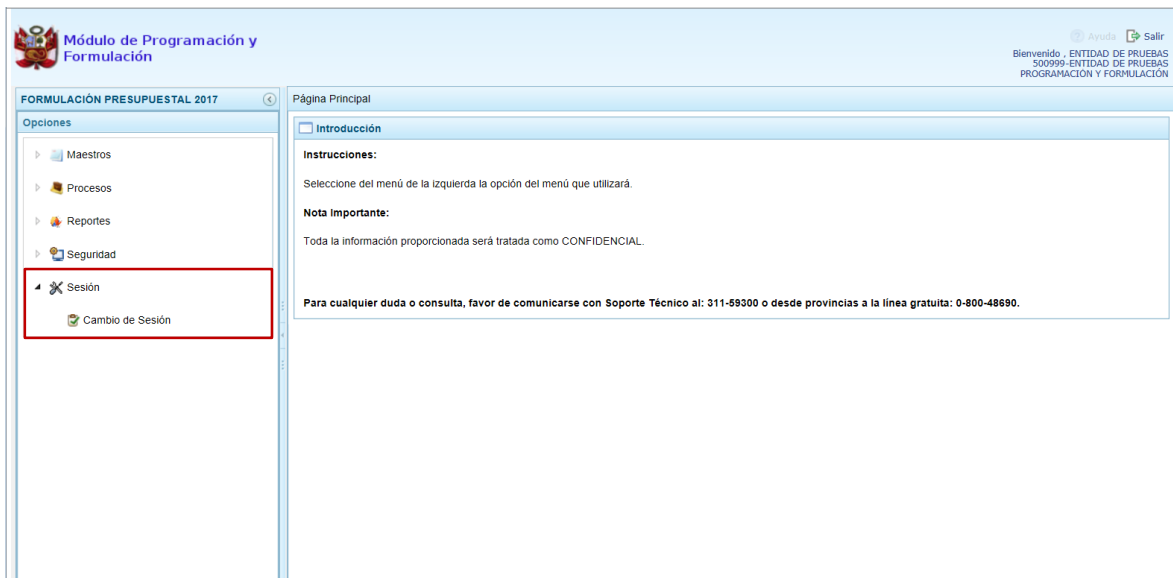 Módulo de Programación y
Formulación
Ayuda Salir
Bienvenido , ENTIDAD DE PRUEBAS
500999-ENTIDAD DE PRUEBAS
PROGRAMACIÓN Y FORMULACIÓN
FORMULACIÓN PRESUPUESTAL 2017
Opciones
Maestros
Procesos
Reportes
Seguridad
Sesión
Cambio de Sesión
Página Principal
Introducción
Instrucciones:
Seleccione del menú de la izquierda la opción del menú que utilizará.
Nota Importante:
Toda la información proporcionada será tratada como CONFIDENCIAL.
Para cualquier duda o consulta, favor de comunicarse con Soporte Técnico al: 311-59300 o desde provincias a la línea gratuita: 0-800-48690.